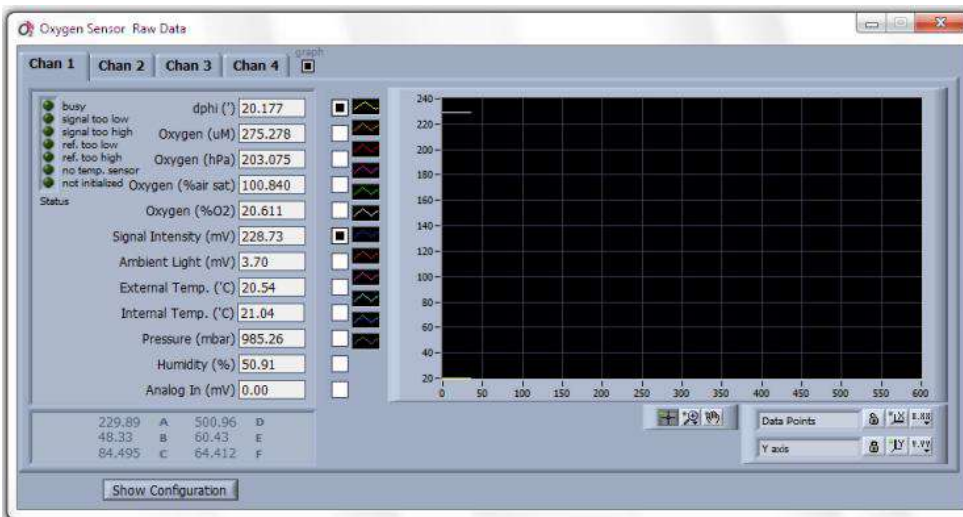 Oxygen Sensor Raw Data
Chan 1 Chan 2 Chan 3 Chan 4 graph
busy
signal too low
signal too high
ref. too low
ref. too high
no temp. sensor
not initialized
Status
dphi (') 20.177
Oxygen (uM) 275.278
Oxygen (hPa) 203.075
Oxygen (%air sat) 100.840
Oxygen (%O2) 20.611
Signal Intensity (mV) 228.73
Ambient Light (mV) 3.70
External Temp. ('C) 20.54
Internal Temp. ('C) 21.04
Pressure (mbar) 985.26
Humidity (%) 50.91
Analog In (mV) 0.00
229.89 A 500.96 D
48.33 B 60.43 E
84.495 C 64.412 F
Show Configuration
240
220
200
180
160
140
120
100
80
60
40
20
0 50 100 150 200 250 300 350 400 450 500 550 600
Data Points
Y axis